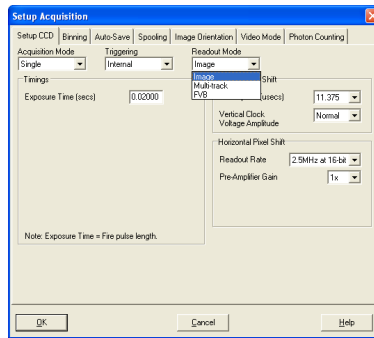 Setup Acquisition
Setup CCD Binning Auto-Save Spooling Image Orientation Video Mode Photon Counting
Acquisition Mode Triggering Readout Mode
Single Internal Image
Image
Multi-track
FVB
Timings
Shift
Exposure Time (secs) 0.02000
usecs) 11.375
Vertical Clock
Voltage Amplitude
Normal
Horizontal Pixel Shift
Readout Rate 2.5MHz at 16-bit
Pre-Amplifier Gain 1x
Note: Exposure Time = Fire pulse length.
OK Cancel Help